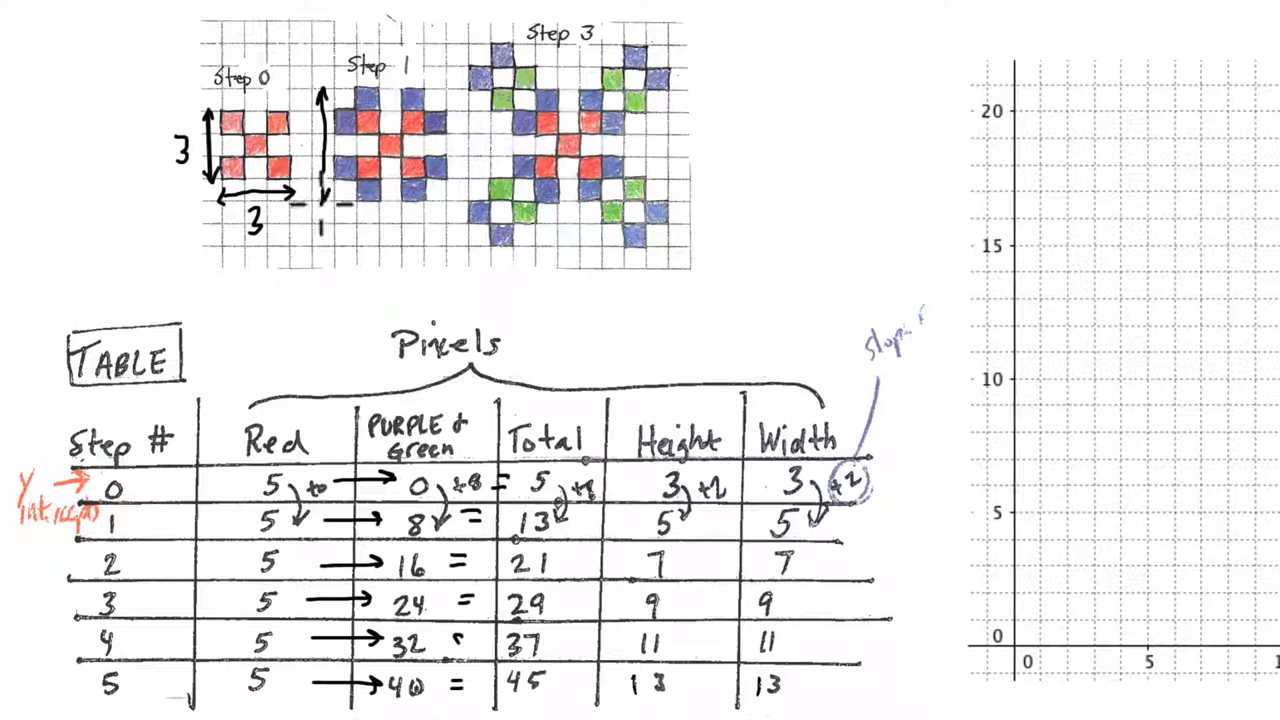 Step 3
Step 1
Step 0
3
3
20
15
10
5
0
0 5 1
Pixels
TABLE
Step # Red PURPLE & Green Total Height Width
Y intercept
0 5 +0 0 +8 = 5 +8 3 +2 3 +2
1 5 8 = 13 5 5
2 5 16 = 21 7 7
3 5 24 = 29 9 9
4 5 32 37 11 11
5 5 40 = 45 13 13